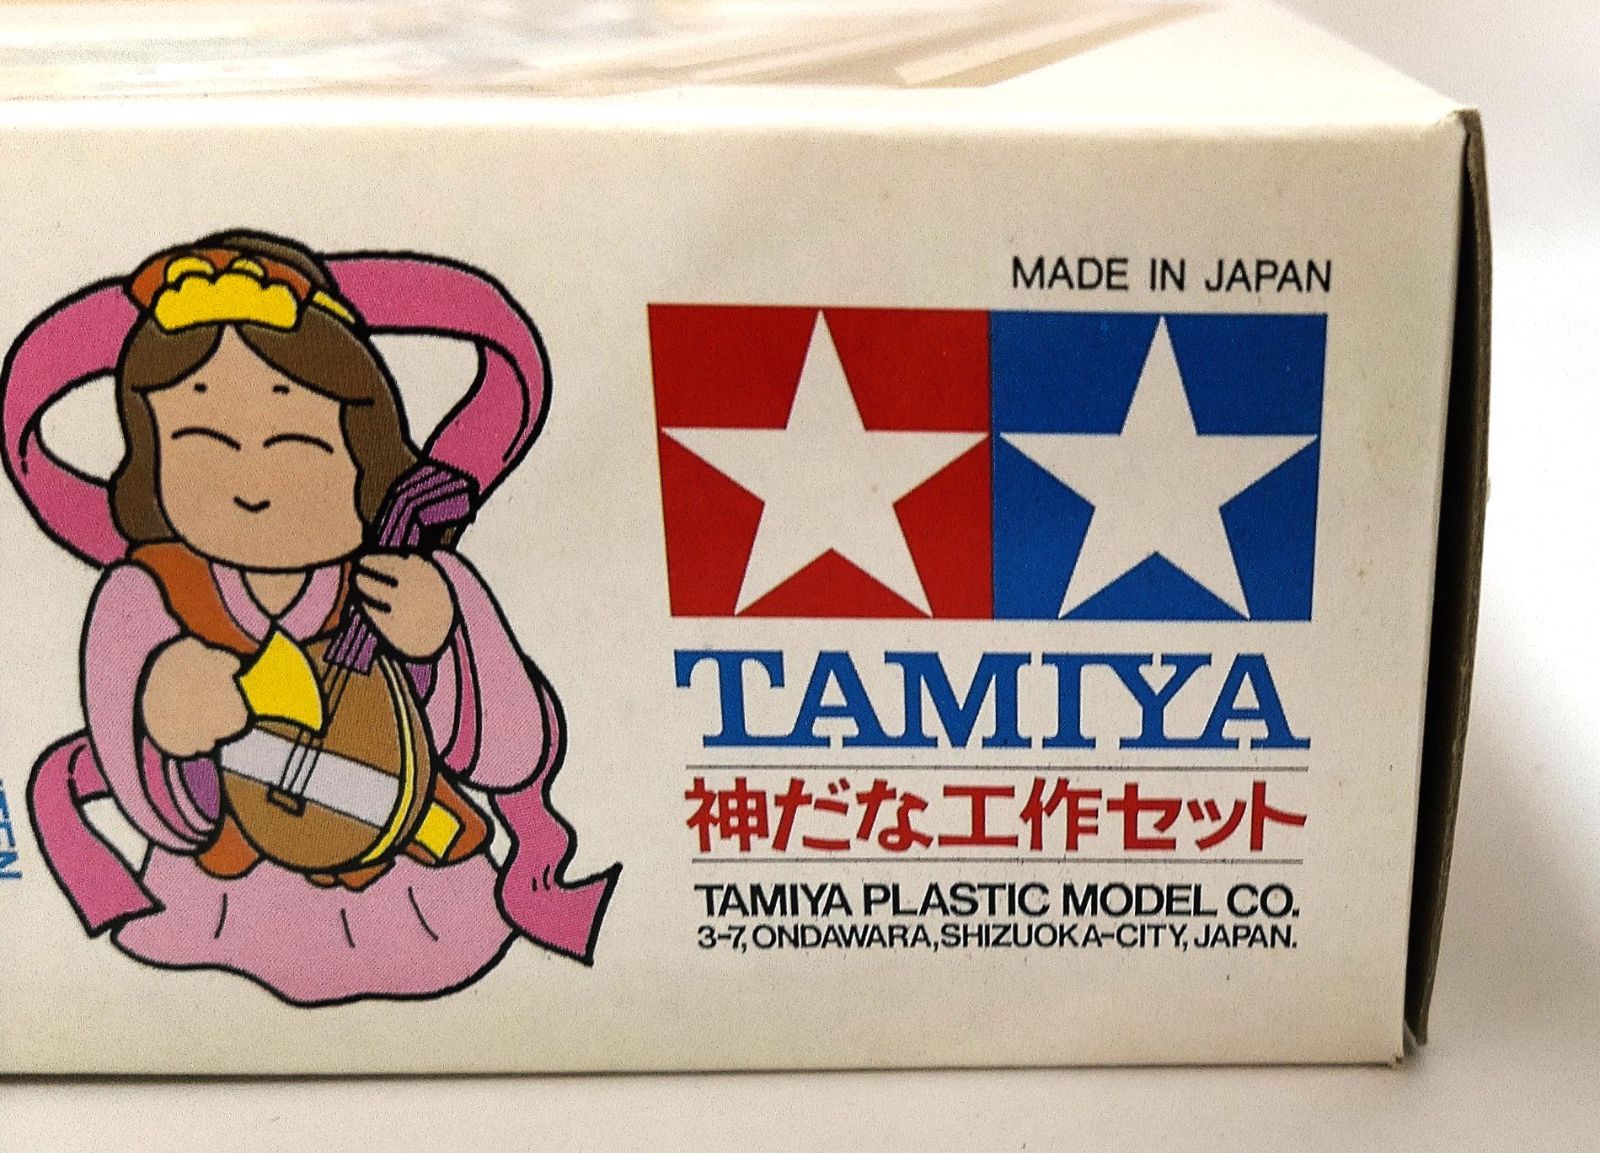 MADE IN JAPAN
TAMIYA
神だな工作セット
TAMIYA PLASTIC MODEL CO.
3-7, ONDAWARA, SHIZUOKA-CITY, JAPAN.